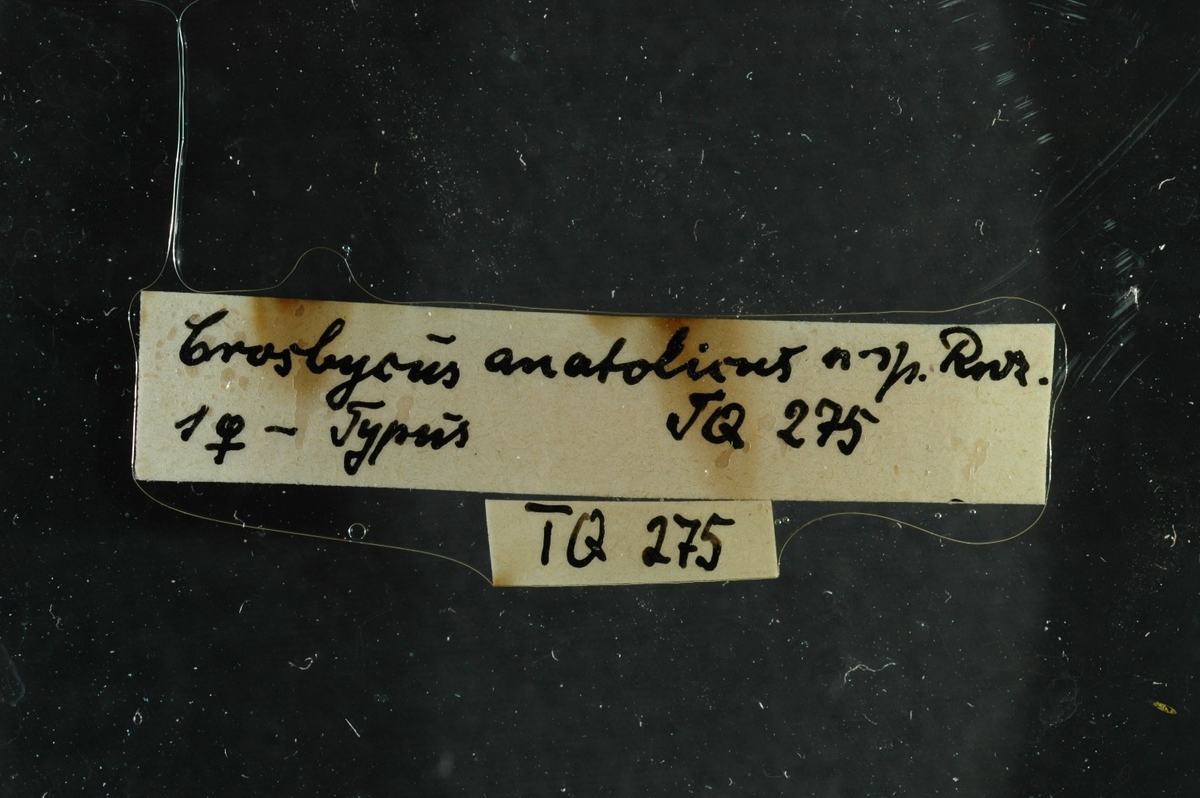 Crosbycus anatolicus n. sp. Rwr.
1 ♀ – Typus TQ 275
TQ 275